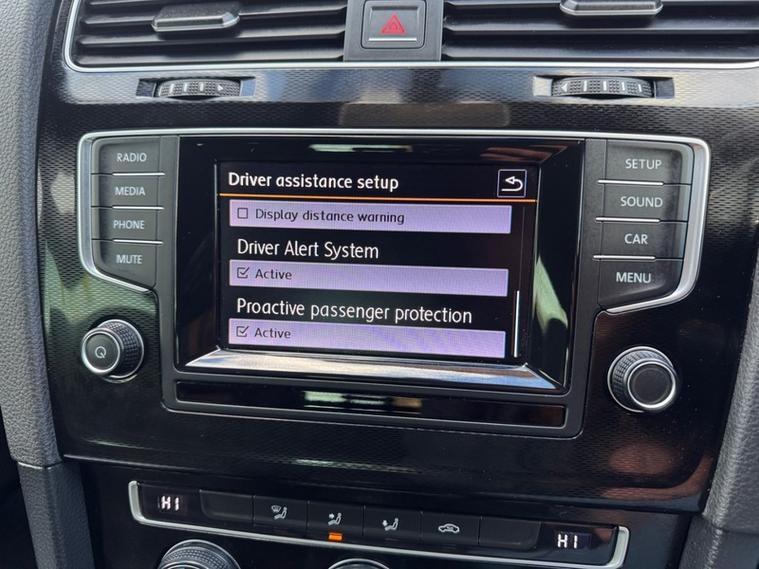 RADIO
MEDIA
PHONE
MUTE
Driver assistance setup
Display distance warning
Driver Alert System
Active
Proactive passenger protection
Active
SETUP
SOUND
CAR
MENU
HI
HI